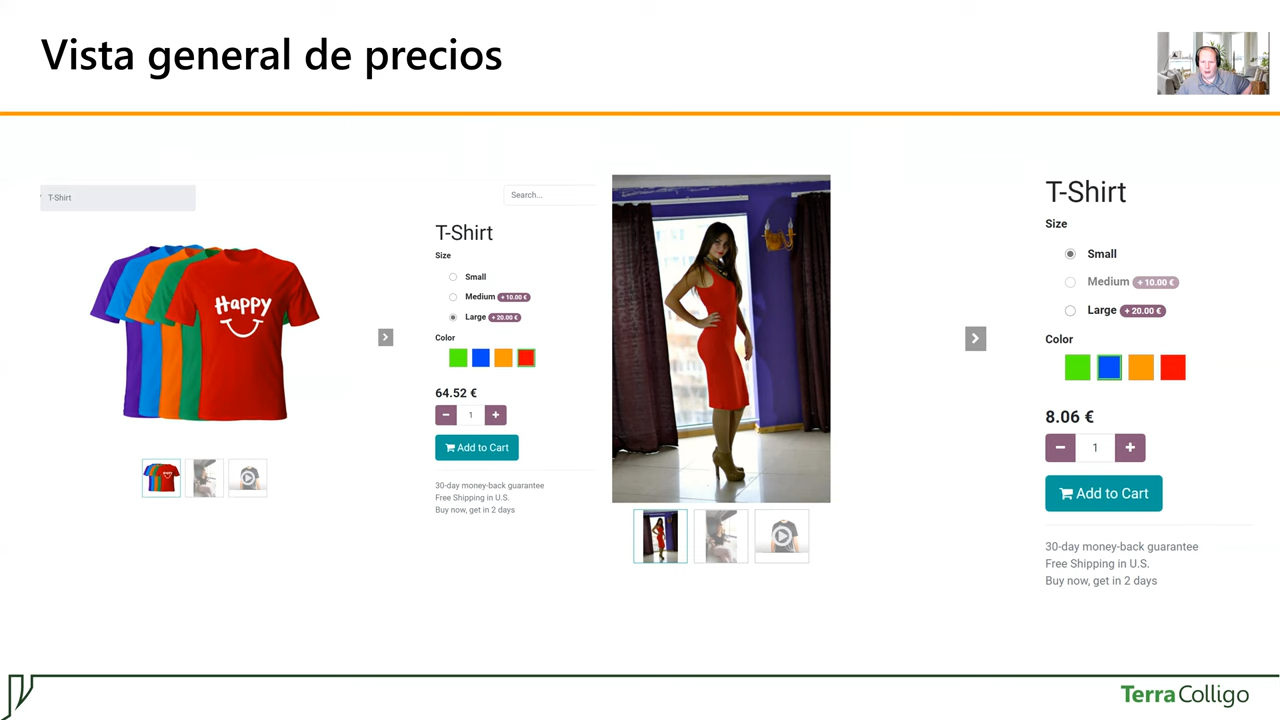 Vista general de precios
T-Shirt
Search...
Happy
T-Shirt
Size
Small
Medium + 10.00 €
Large + 20.00 €
Color
64.52 €
1
Add to Cart
30-day money-back guarantee
Free Shipping in U.S.
Buy now, get in 2 days
T-Shirt
Size
Small
Medium + 10.00 €
Large + 20.00 €
Color
8.06 €
1
Add to Cart
30-day money-back guarantee
Free Shipping in U.S.
Buy now, get in 2 days
TerraColligo